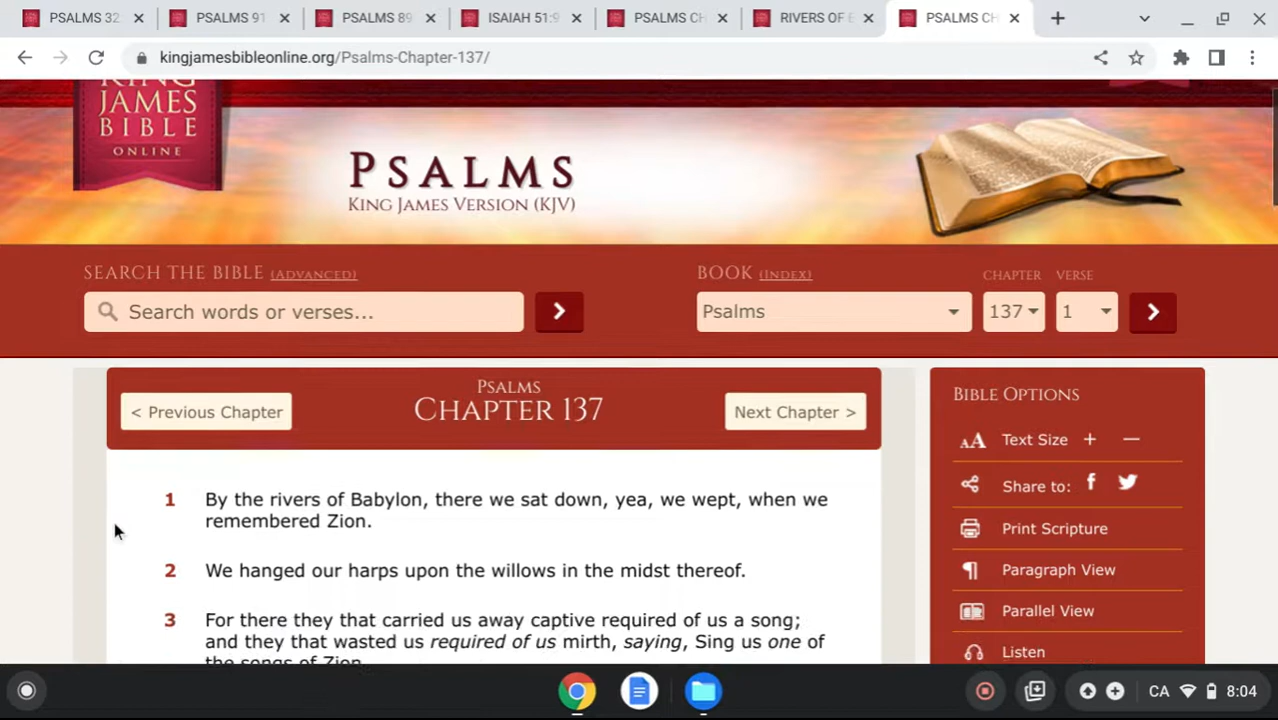 PSALMS 32
PSALMS 91
PSALMS 89
ISAIAH 51:9
PSALMS CH
RIVERS OF E
PSALMS CH
kingjamesbibleonline.org/Psalms-Chapter-137/
KING
JAMES
BIBLE
ONLINE
PSALMS
KING JAMES VERSION (KJV)
SEARCH THE BIBLE (ADVANCED)
BOOK (INDEX)
CHAPTER
VERSE
Search words or verses...
Psalms
137
1
< Previous Chapter
PSALMS
CHAPTER 137
Next Chapter >
BIBLE OPTIONS
AA Text Size + −
Share to:
Print Scripture
Paragraph View
Parallel View
Listen
1 By the rivers of Babylon, there we sat down, yea, we wept, when we
remembered Zion.
2 We hanged our harps upon the willows in the midst thereof.
3 For there they that carried us away captive required of us a song;
and they that wasted us required of us mirth, saying, Sing us one of
the songs of Zion
CA
8:04